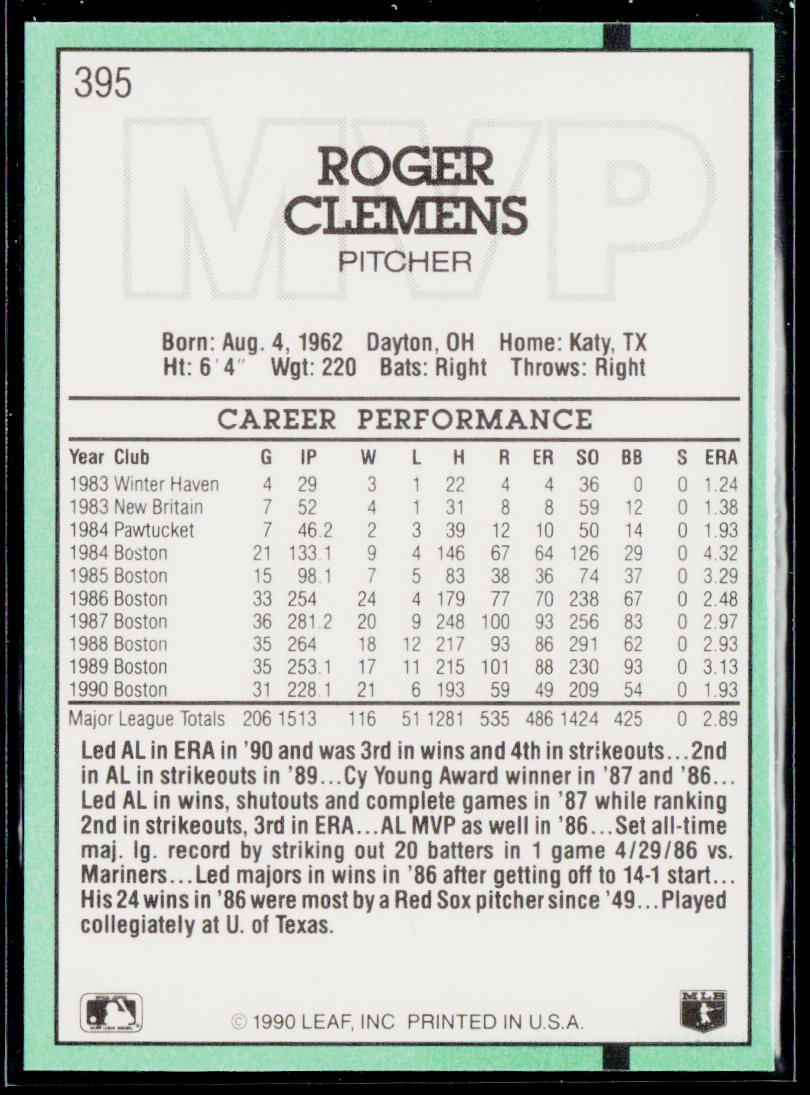 395
MVP
ROGER
CLEMENS
PITCHER
Born: Aug. 4, 1962 Dayton, OH Home: Katy, TX
Ht: 6'4" Wgt: 220 Bats: Right Throws: Right
CAREER PERFORMANCE
Year Club G IP W L H R ER SO BB S ERA
1983 Winter Haven 4 29 3 1 22 4 4 36 0 0 1.24
1983 New Britain 7 52 4 1 31 8 8 59 12 0 1.38
1984 Pawtucket 7 46.2 2 3 39 12 10 50 14 0 1.93
1984 Boston 21 133.1 9 4 146 67 64 126 29 0 4.32
1985 Boston 15 98.1 7 5 83 38 36 74 37 0 3.29
1986 Boston 33 254 24 4 179 77 70 238 67 0 2.48
1987 Boston 36 281.2 20 9 248 100 93 256 83 0 2.97
1988 Boston 35 264 18 12 217 93 86 291 62 0 2.93
1989 Boston 35 253.1 17 11 215 101 88 230 93 0 3.13
1990 Boston 31 228.1 21 6 193 59 49 209 54 0 1.93
Major League Totals 206 1513 116 51 1281 535 486 1424 425 0 2.89
Led AL in ERA in '90 and was 3rd in wins and 4th in strikeouts...2nd
in AL in strikeouts in '89...Cy Young Award winner in '87 and '86...
Led AL in wins, shutouts and complete games in '87 while ranking
2nd in strikeouts, 3rd in ERA...AL MVP as well in '86...Set all-time
maj. lg. record by striking out 20 batters in 1 game 4/29/86 vs.
Mariners...Led majors in wins in '86 after getting off to 14-1 start...
His 24 wins in '86 were most by a Red Sox pitcher since '49...Played
collegiately at U. of Texas.
© 1990 LEAF, INC PRINTED IN U.S.A.
MLB